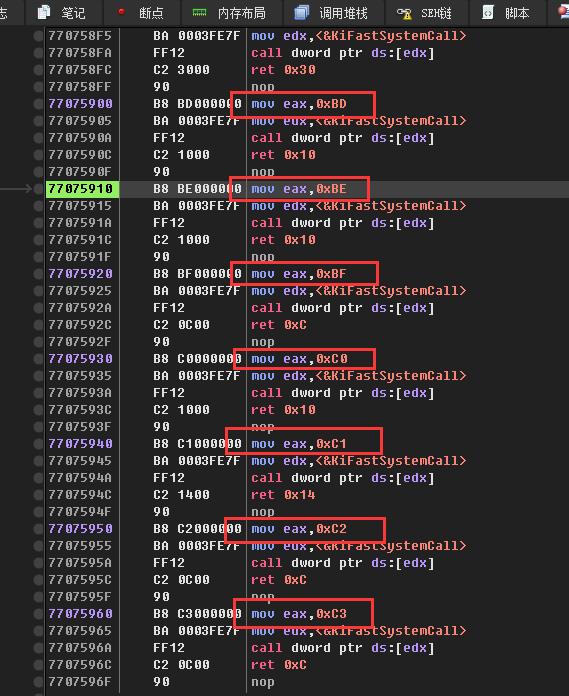 志 笔记 断点 内存布局 调用堆栈 SEH链 脚本
770758F5 BA 0003FE7F mov edx,<&KiFastSystemCall>
770758FA FF12 call dword ptr ds:[edx]
770758FC C2 3000 ret 0x30
770758FF 90 nop
77075900 B8 BD000000 mov eax,0xBD
77075905 BA 0003FE7F mov edx,<&KiFastSystemCall>
7707590A FF12 call dword ptr ds:[edx]
7707590C C2 1000 ret 0x10
7707590F 90 nop
77075910 B8 BE000000 mov eax,0xBE
77075915 BA 0003FE7F mov edx,<&KiFastSystemCall>
7707591A FF12 call dword ptr ds:[edx]
7707591C C2 1000 ret 0x10
7707591F 90 nop
77075920 B8 BF000000 mov eax,0xBF
77075925 BA 0003FE7F mov edx,<&KiFastSystemCall>
7707592A FF12 call dword ptr ds:[edx]
7707592C C2 0C00 ret 0xC
7707592F 90 nop
77075930 B8 C0000000 mov eax,0xC0
77075935 BA 0003FE7F mov edx,<&KiFastSystemCall>
7707593A FF12 call dword ptr ds:[edx]
7707593C C2 1000 ret 0x10
7707593F 90 nop
77075940 B8 C1000000 mov eax,0xC1
77075945 BA 0003FE7F mov edx,<&KiFastSystemCall>
7707594A FF12 call dword ptr ds:[edx]
7707594C C2 1400 ret 0x14
7707594F 90 nop
77075950 B8 C2000000 mov eax,0xC2
77075955 BA 0003FE7F mov edx,<&KiFastSystemCall>
7707595A FF12 call dword ptr ds:[edx]
7707595C C2 0C00 ret 0xC
7707595F 90 nop
77075960 B8 C3000000 mov eax,0xC3
77075965 BA 0003FE7F mov edx,<&KiFastSystemCall>
7707596A FF12 call dword ptr ds:[edx]
7707596C C2 0C00 ret 0xC
7707596F 90 nop